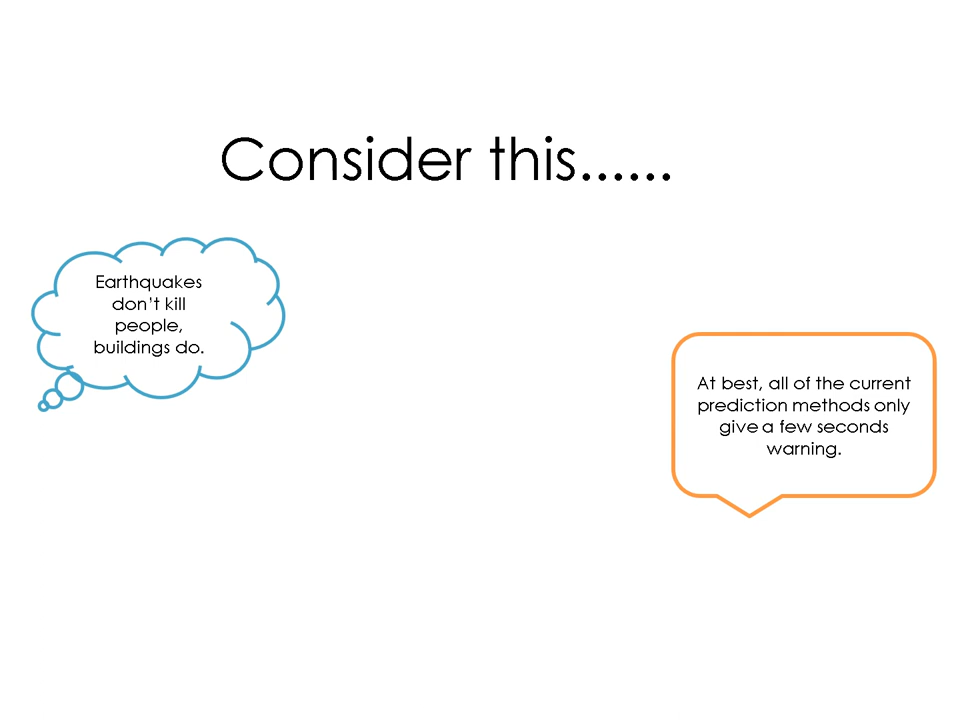 Consider this......
Earthquakes
don't kill
people,
buildings do.
At best, all of the current
prediction methods only
give a few seconds
warning.